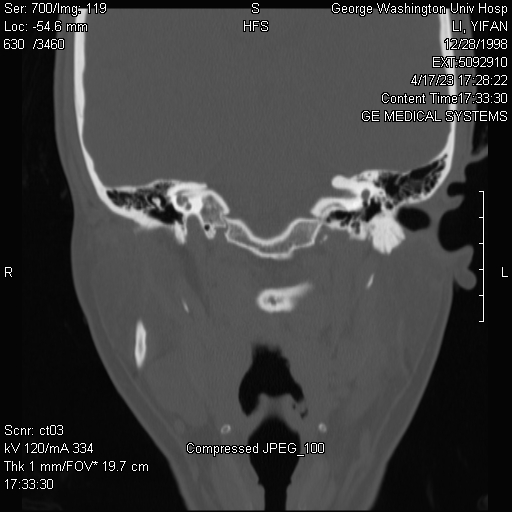 Ser: 700/Img: 119
Loc: -54.6 mm
630 /3460
S
HFS
George Washington Univ Hosp
LI, YIFAN
12/28/1998
EXT:5092910
4/17/23 17:28:22
Content Time17:33:30
GE MEDICAL SYSTEMS
R
L
Scnr: ct03
kV 120/mA 334
Thk 1 mm/FOV* 19.7 cm
17:33:30
Compressed JPEG_100